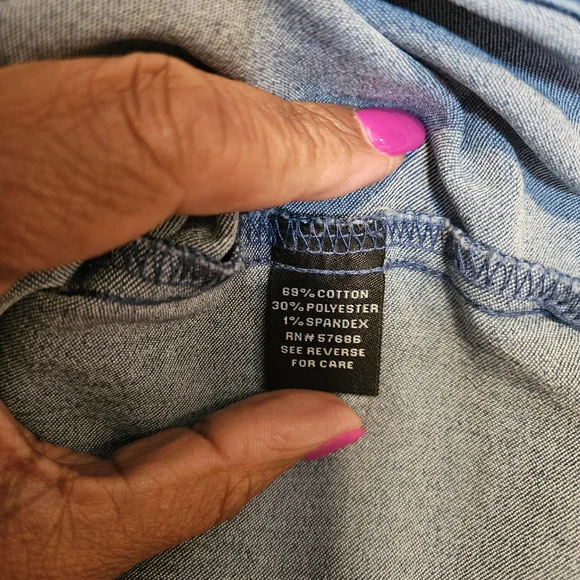 69% COTTON
30% POLYESTER
1% SPANDEX
RN# 57686
SEE REVERSE
FOR CARE